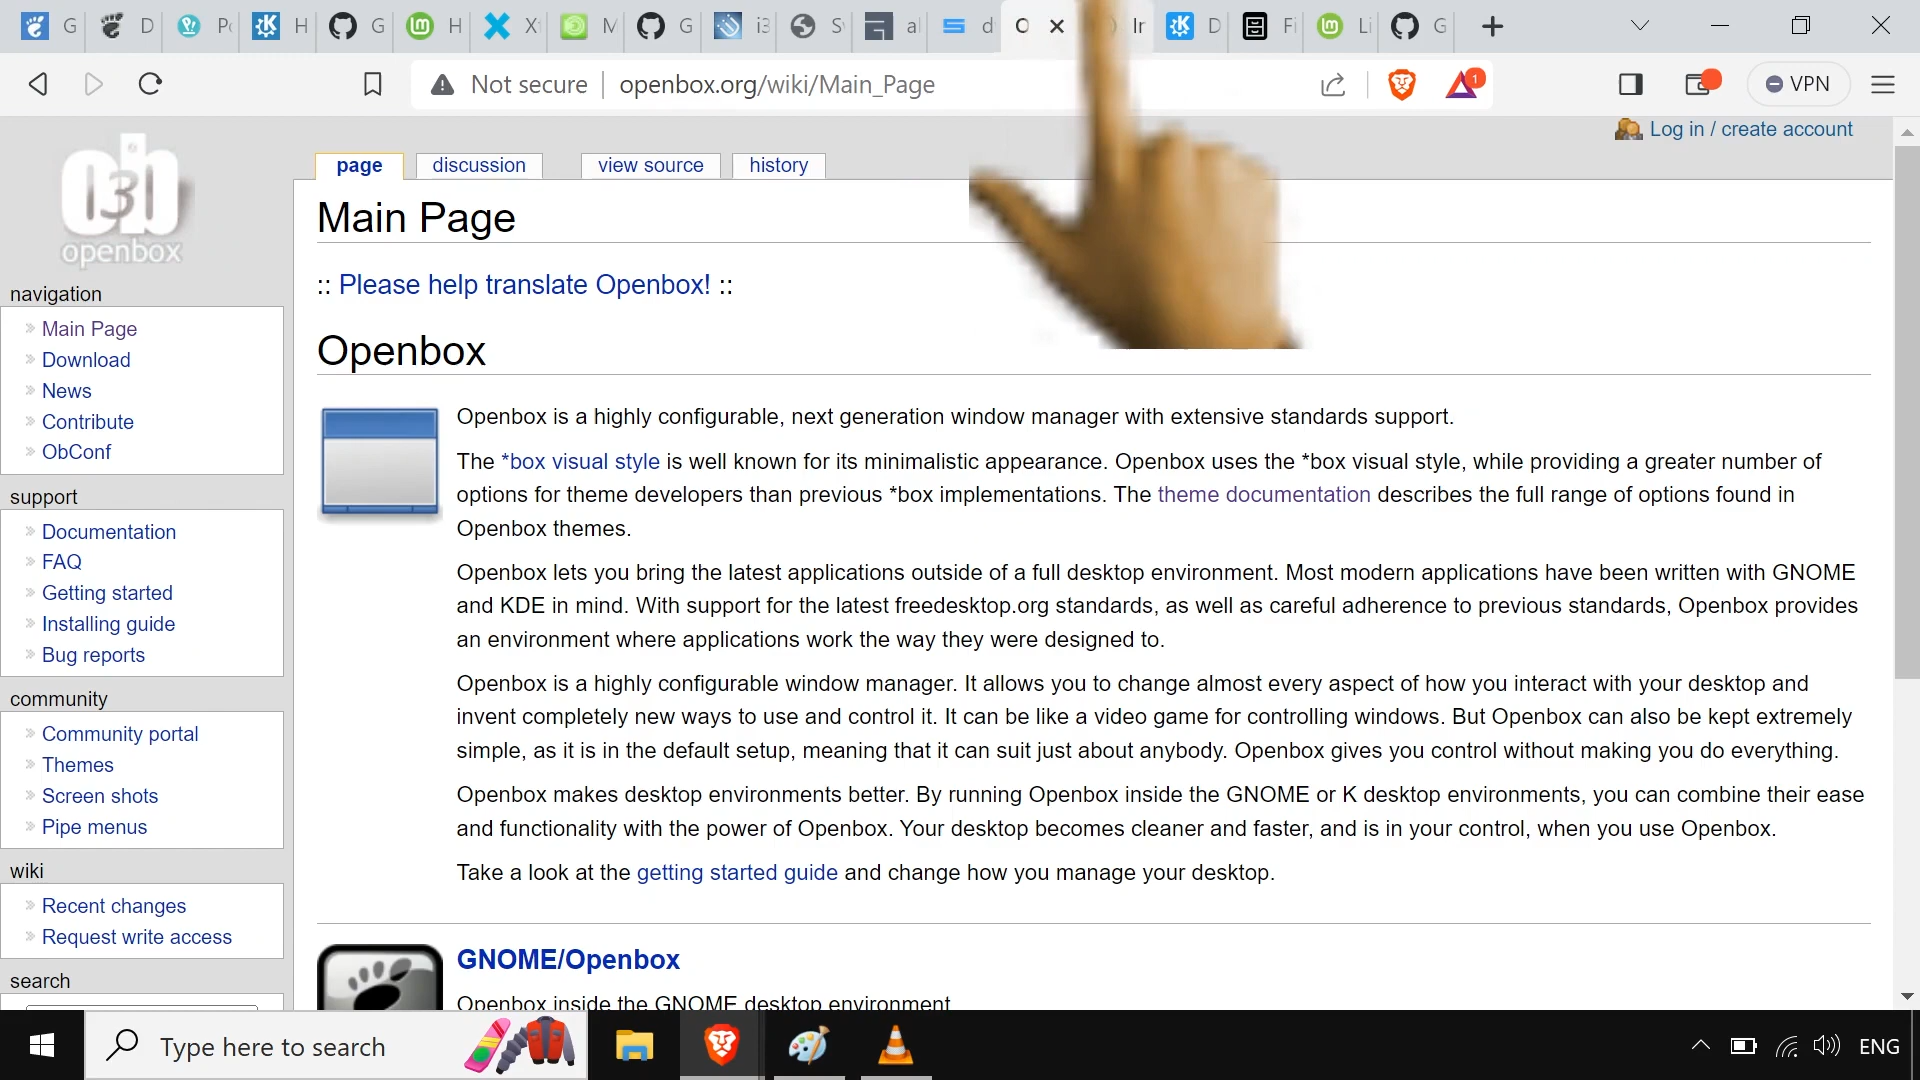 G
D
Po
H
G
H
Xf
M
G
i3
Sw
al
d
O
Ir
D
Fi
Li
G
Not secure
openbox.org/wiki/Main_Page
1
VPN
Log in / create account
page
discussion
view source
history
openbox
Main Page
:: Please help translate Openbox! ::
navigation
Main Page
Download
News
Contribute
ObConf
support
Documentation
FAQ
Getting started
Installing guide
Bug reports
community
Community portal
Themes
Screen shots
Pipe menus
wiki
Recent changes
Request write access
search
Openbox
Openbox is a highly configurable, next generation window manager with extensive standards support.
The *box visual style is well known for its minimalistic appearance. Openbox uses the *box visual style, while providing a greater number of
options for theme developers than previous *box implementations. The theme documentation describes the full range of options found in
Openbox themes.
Openbox lets you bring the latest applications outside of a full desktop environment. Most modern applications have been written with GNOME
and KDE in mind. With support for the latest freedesktop.org standards, as well as careful adherence to previous standards, Openbox provides
an environment where applications work the way they were designed to.
Openbox is a highly configurable window manager. It allows you to change almost every aspect of how you interact with your desktop and
invent completely new ways to use and control it. It can be like a video game for controlling windows. But Openbox can also be kept extremely
simple, as it is in the default setup, meaning that it can suit just about anybody. Openbox gives you control without making you do everything.
Openbox makes desktop environments better. By running Openbox inside the GNOME or K desktop environments, you can combine their ease
and functionality with the power of Openbox. Your desktop becomes cleaner and faster, and is in your control, when you use Openbox.
Take a look at the getting started guide and change how you manage your desktop.
GNOME/Openbox
Openbox inside the GNOME desktop environment
Type here to search
ENG